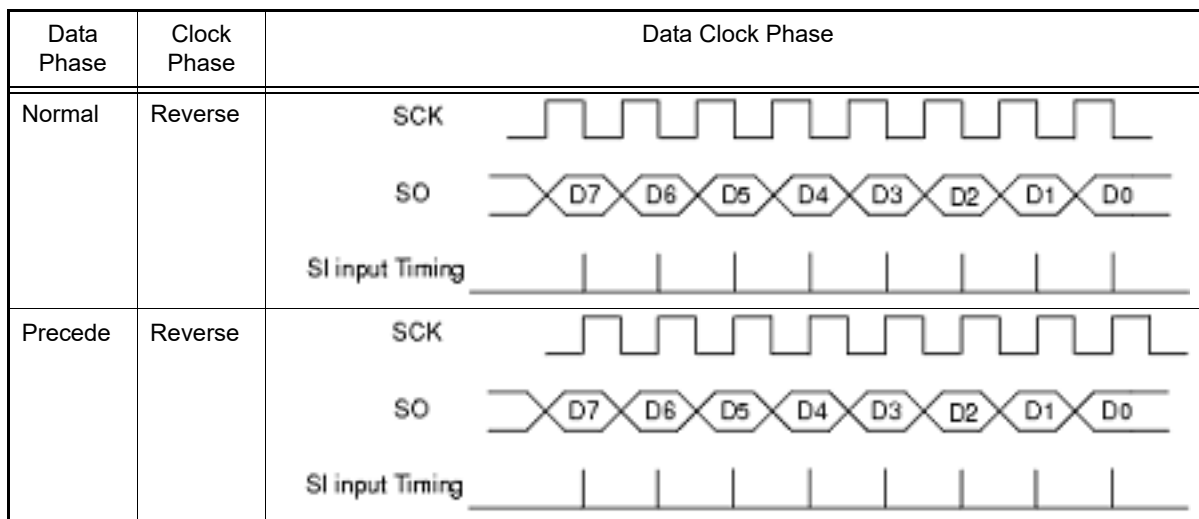 Data Phase
Clock Phase
Data Clock Phase
Normal
Reverse
SCK
SO
D7 D6 D5 D4 D3 D2 D1 D0
SI input Timing
Precede
Reverse
SCK
SO
D7 D6 D5 D4 D3 D2 D1 D0
SI input Timing